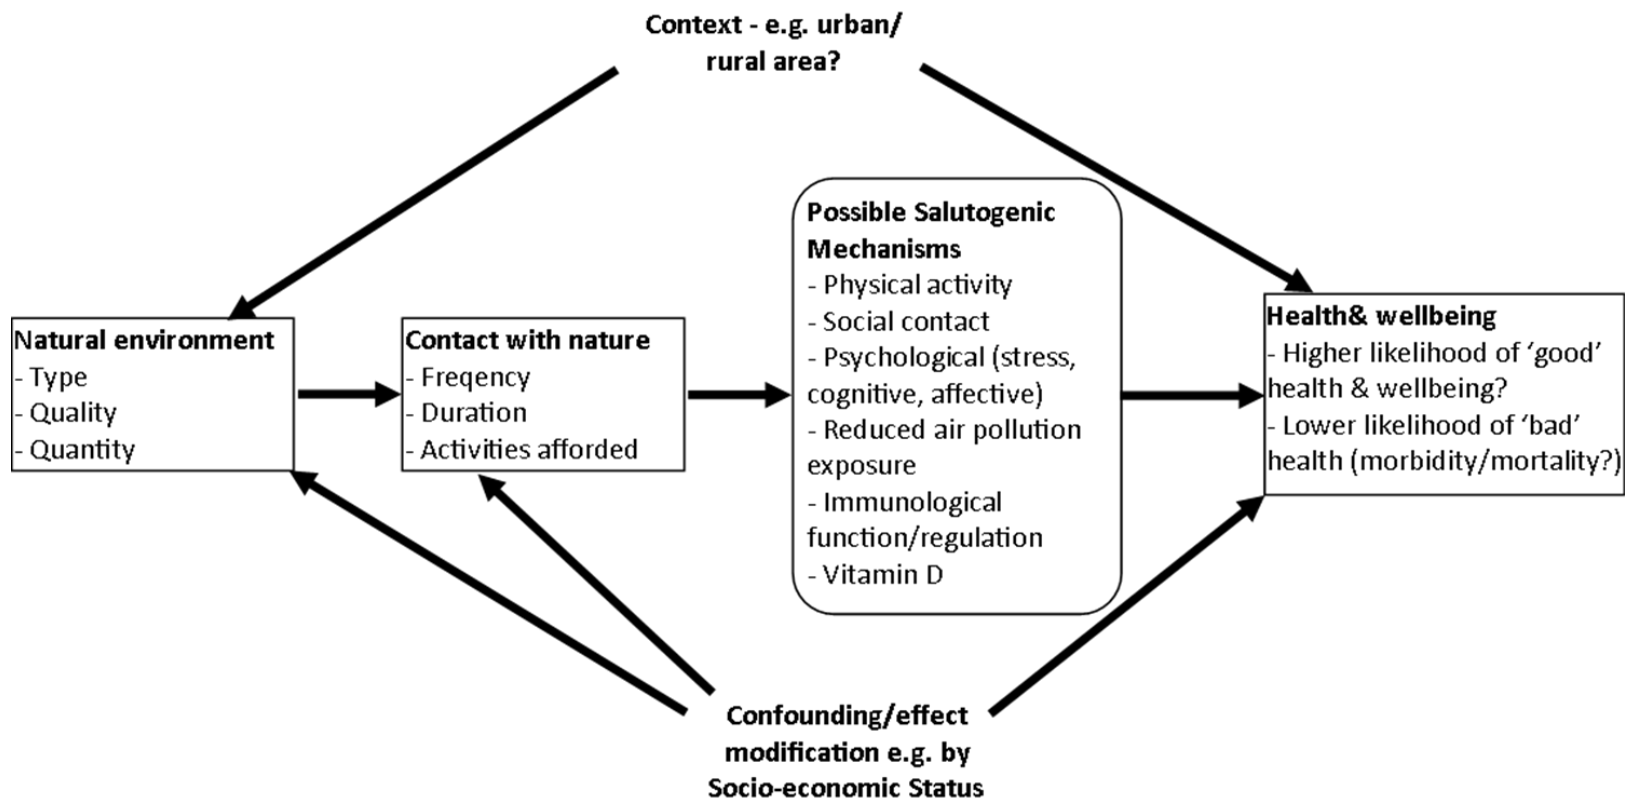 Context - e.g. urban/
rural area?
Natural environment
- Type
- Quality
- Quantity
Contact with nature
- Freqency
- Duration
- Activities afforded
Possible Salutogenic
Mechanisms
- Physical activity
- Social contact
- Psychological (stress,
cognitive, affective)
- Reduced air pollution
exposure
- Immunological
function/regulation
- Vitamin D
Health& wellbeing
- Higher likelihood of ‘good’
health & wellbeing?
- Lower likelihood of ‘bad’
health (morbidity/mortality?)
Confounding/effect
modification e.g. by
Socio-economic Status